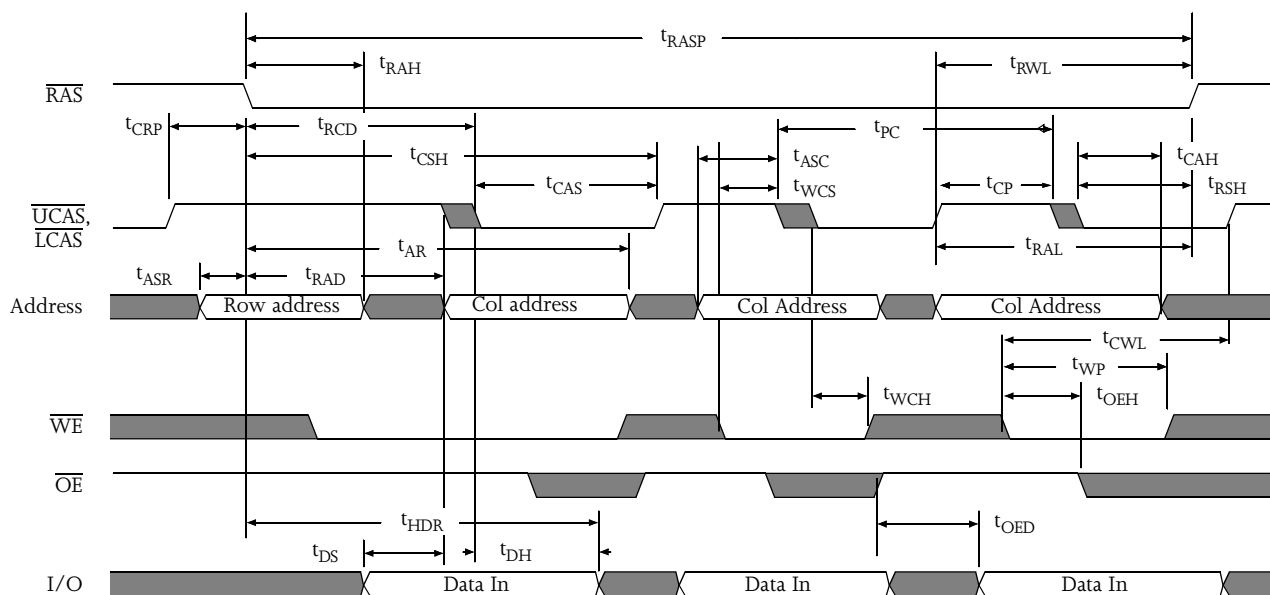 tRASP
tRAH
tRWL
RAS
tCRP
tRCD
tPC
tCSH
tASC
tCAH
tCAS
tWCS
tCP
tRSH
UCAS,
LCAS
tAR
tRAL
tASR
tRAD
Address
Row address
Col address
Col Address
Col Address
tCWL
tWP
tWCH
tOEH
WE
OE
tHDR
tOED
tDS
tDH
I/O
Data In
Data In
Data In